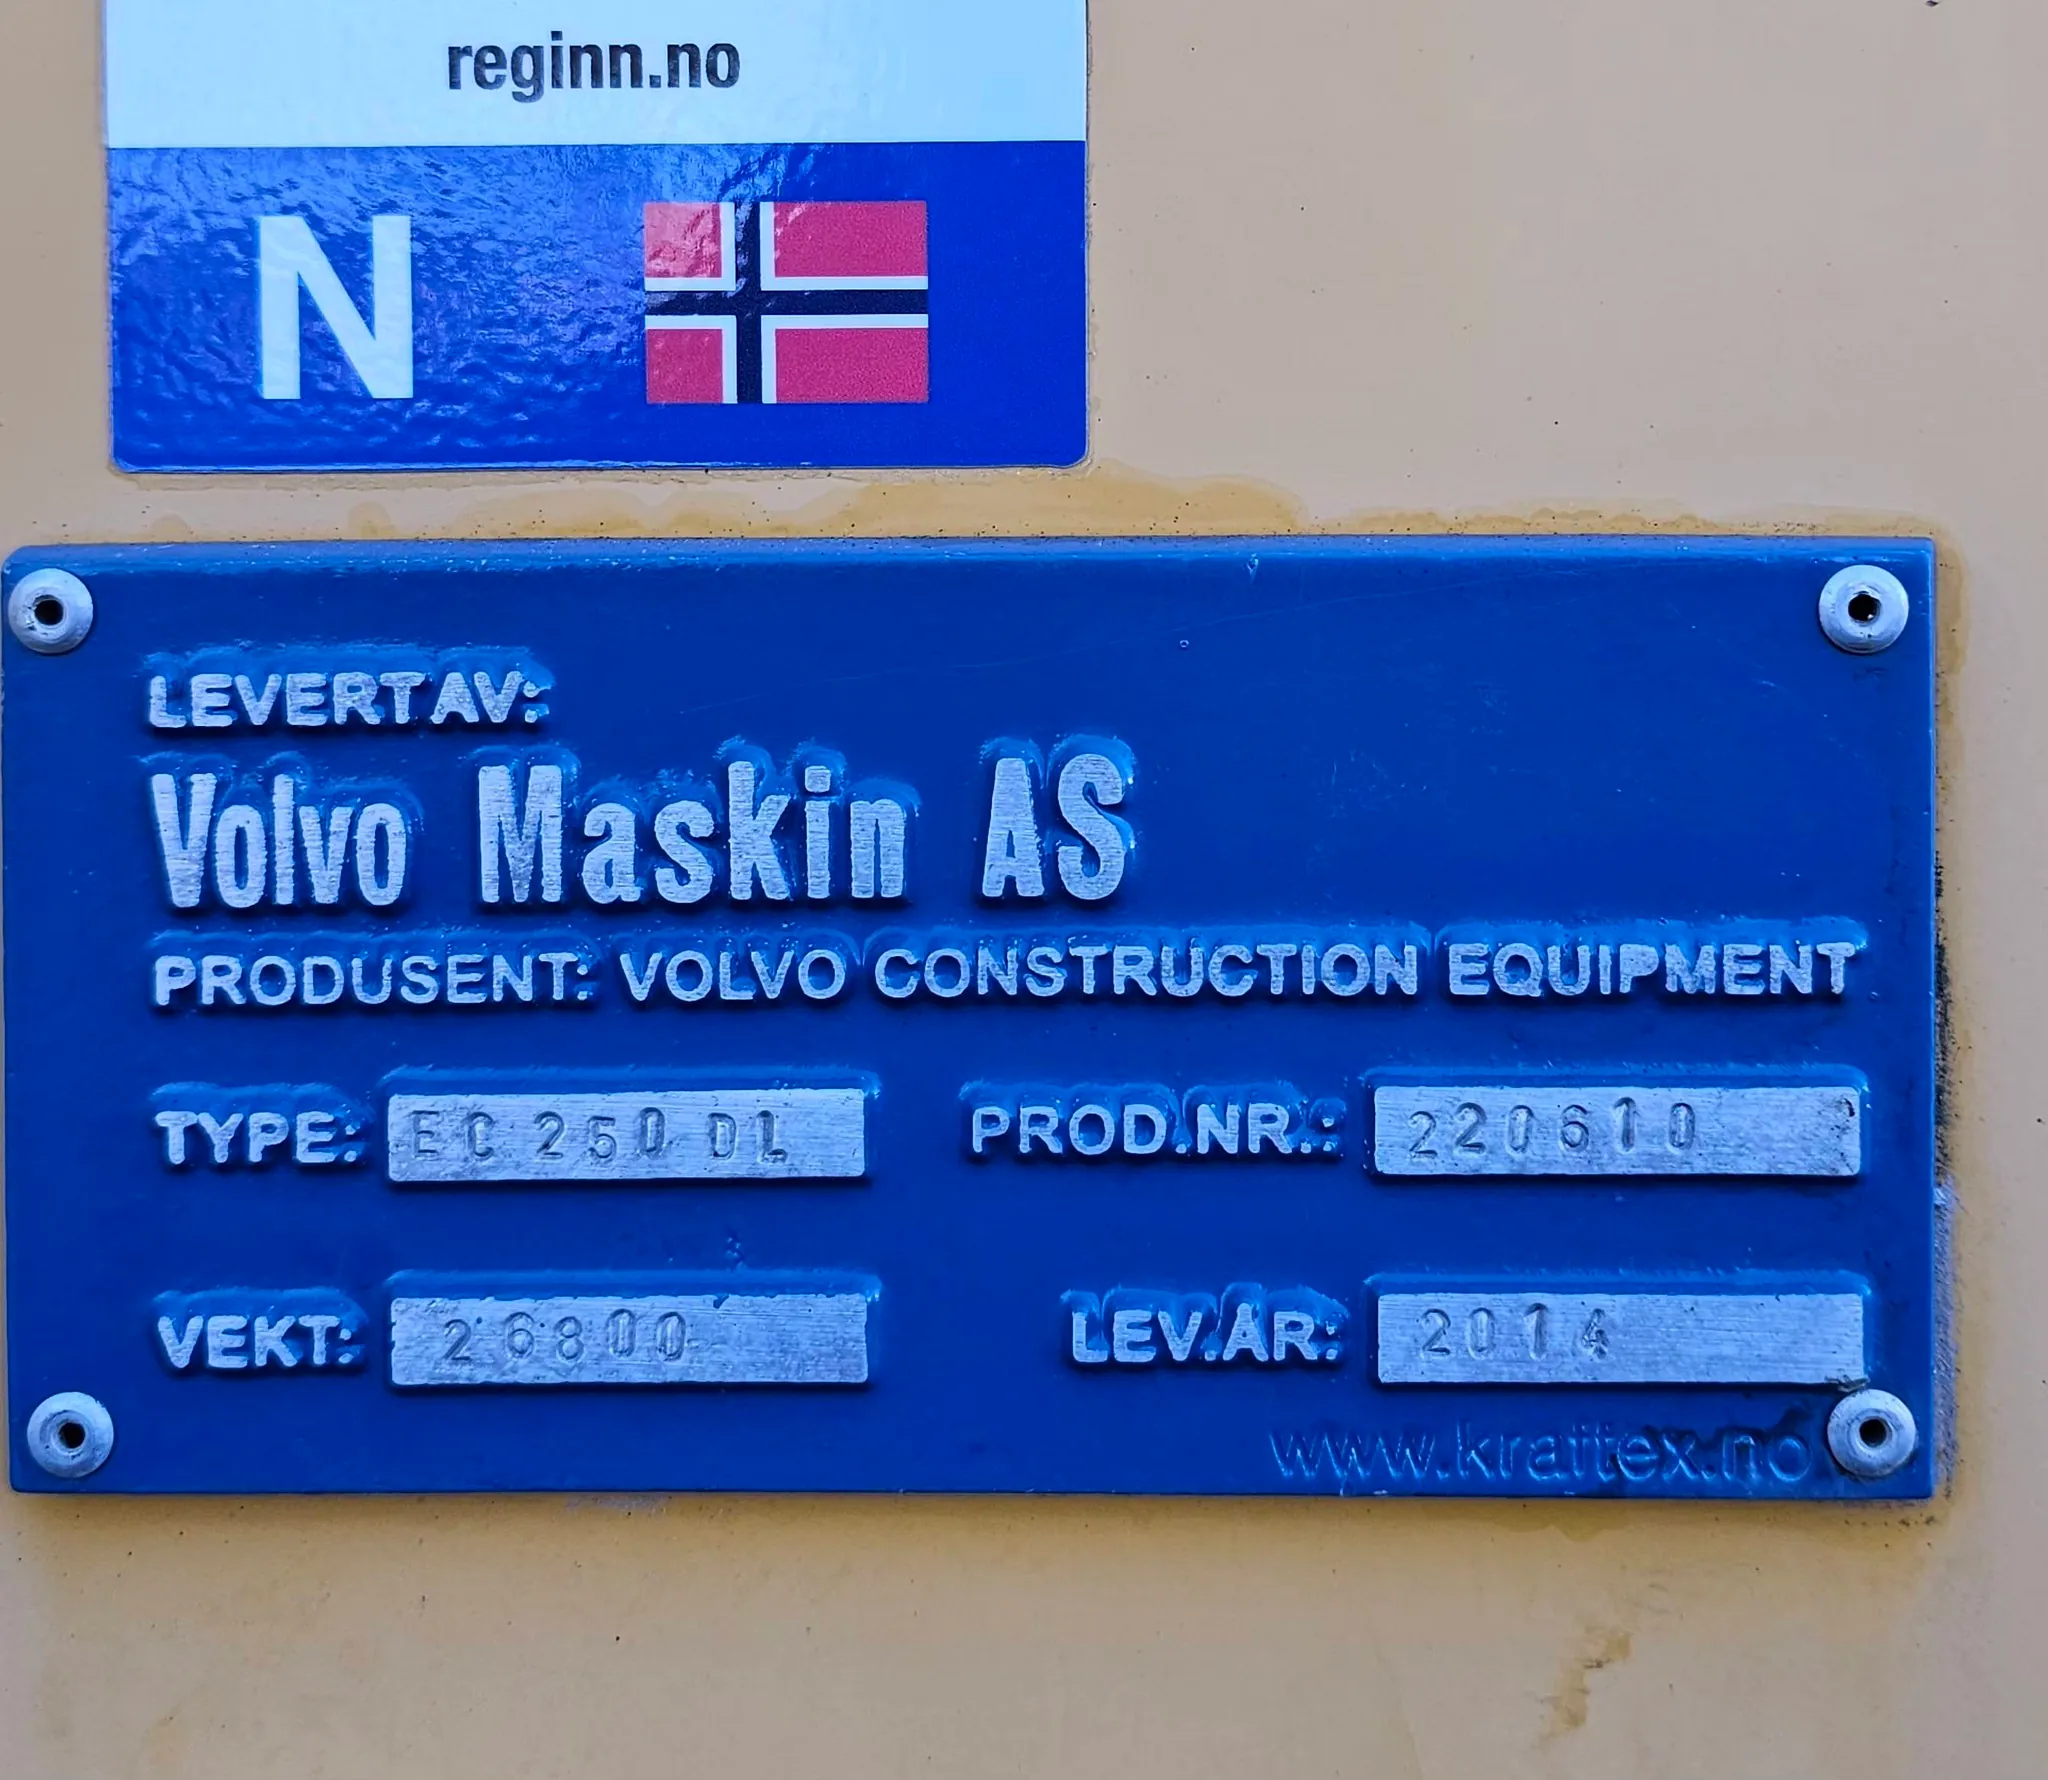 reginn.no
N
LEVERT AV:
Volvo Maskin AS
PRODUSENT: VOLVO CONSTRUCTION EQUIPMENT
TYPE: EC 250 DL PROD.NR.: 220610
VEKT: 26800 LEV.ÅR: 2014
www.kraftex.no